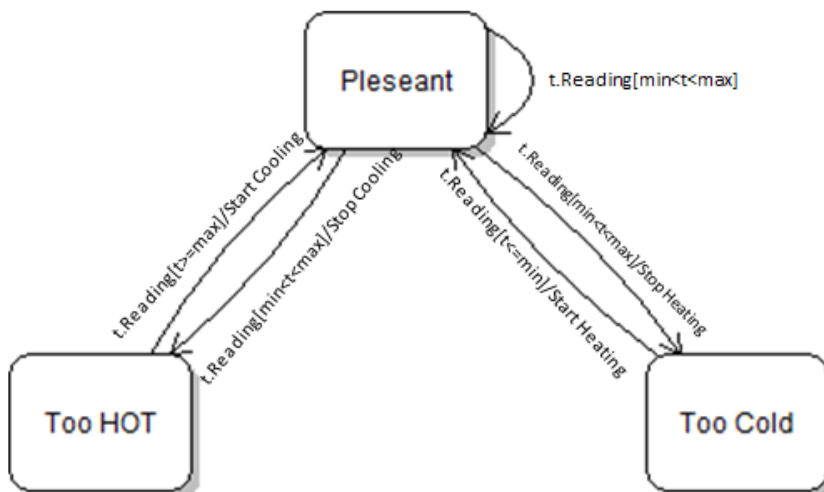 Pleseant
t.Reading[min<t<max]
t.Reading[t>=max]/Start Cooling
t.Reading[min<t<max]/Stop Cooling
t.Reading[t<=min]/Start Heating
t.Reading[min<t<max]/Stop Heating
Too HOT
Too Cold